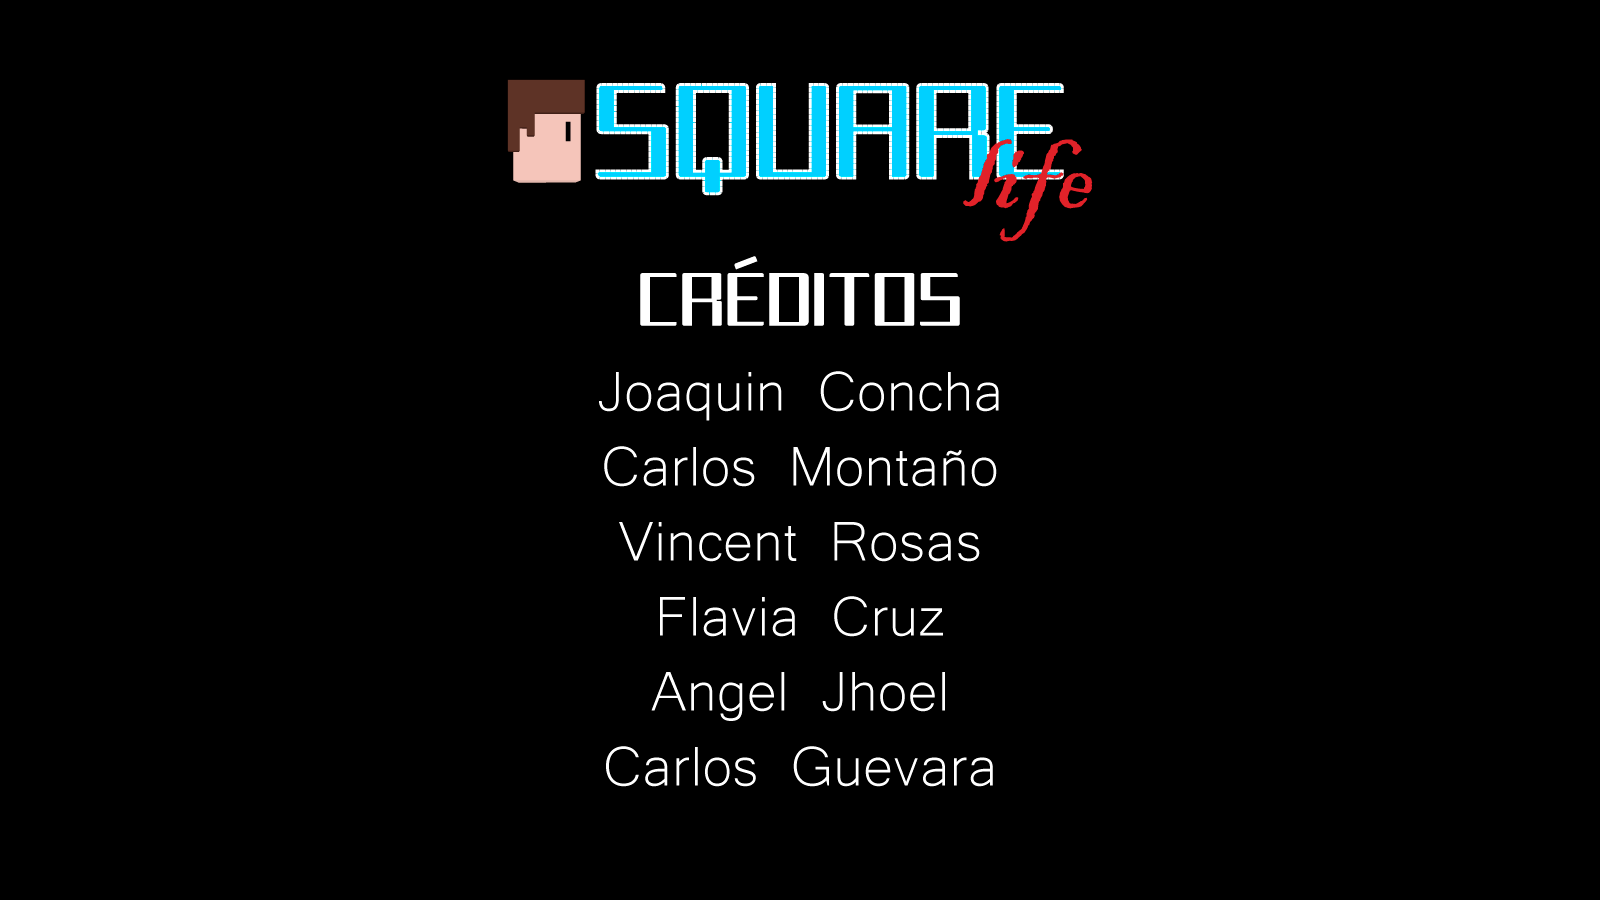 SQUARE
life
CRÉDITOS
Joaquin Concha
Carlos Montaño
Vincent Rosas
Flavia Cruz
Angel Jhoel
Carlos Guevara